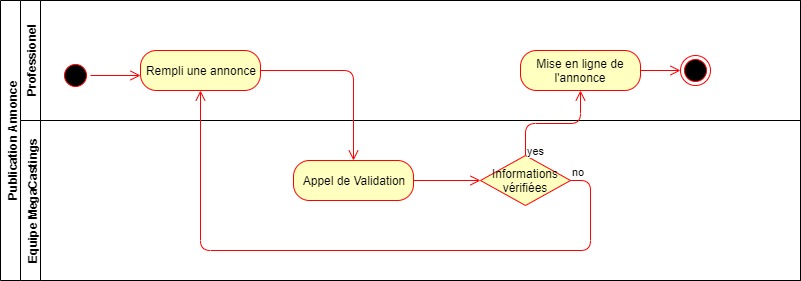 Publication Annonce
Professionel
Equipe MegaCastings
Rempli une annonce
Mise en ligne de
l'annonce
Appel de Validation
yes
Informations
vérifiées
no